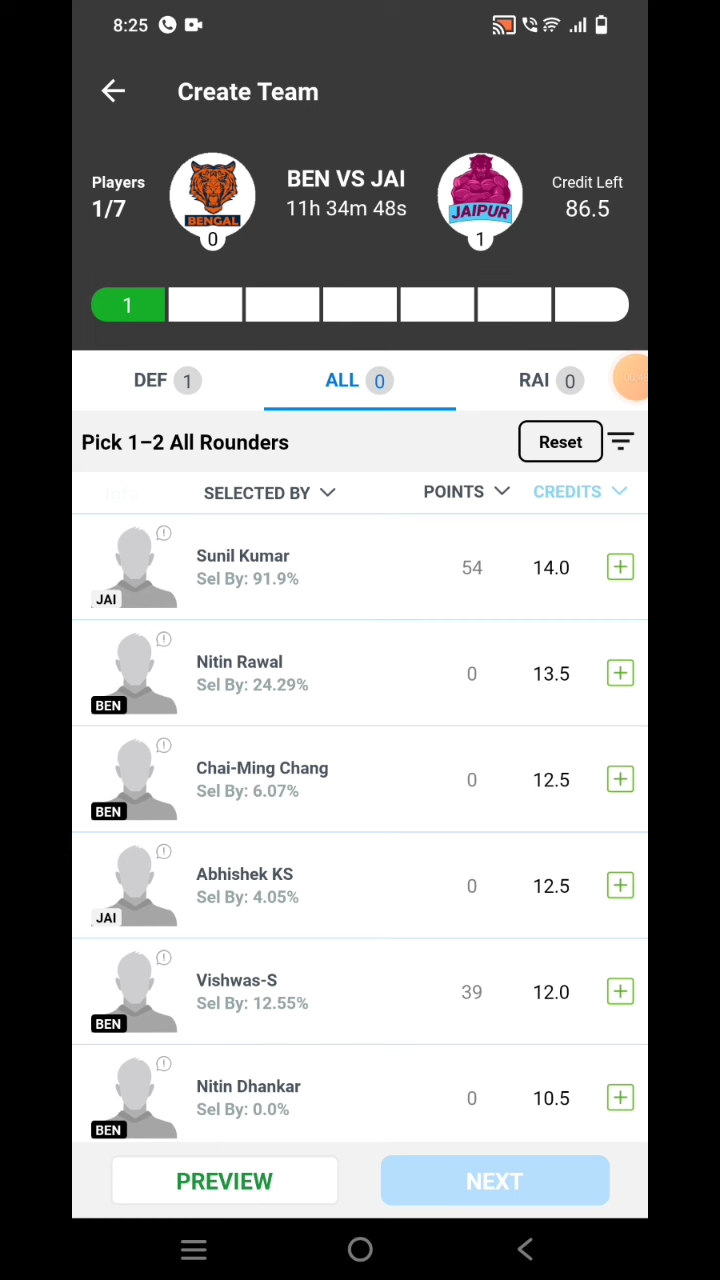 8:25
Create Team
Players
1/7
BENGAL
0
BEN VS JAI
11h 34m 48s
JAIPUR
1
Credit Left
86.5
1
DEF 1
ALL 0
RAI 0
Pick 1–2 All Rounders
Reset
SELECTED BY
POINTS
CREDITS
JAI
Sunil Kumar
Sel By: 91.9%
54
14.0
BEN
Nitin Rawal
Sel By: 24.29%
0
13.5
BEN
Chai-Ming Chang
Sel By: 6.07%
0
12.5
JAI
Abhishek KS
Sel By: 4.05%
0
12.5
BEN
Vishwas-S
Sel By: 12.55%
39
12.0
BEN
Nitin Dhankar
Sel By: 0.0%
0
10.5
PREVIEW
NEXT